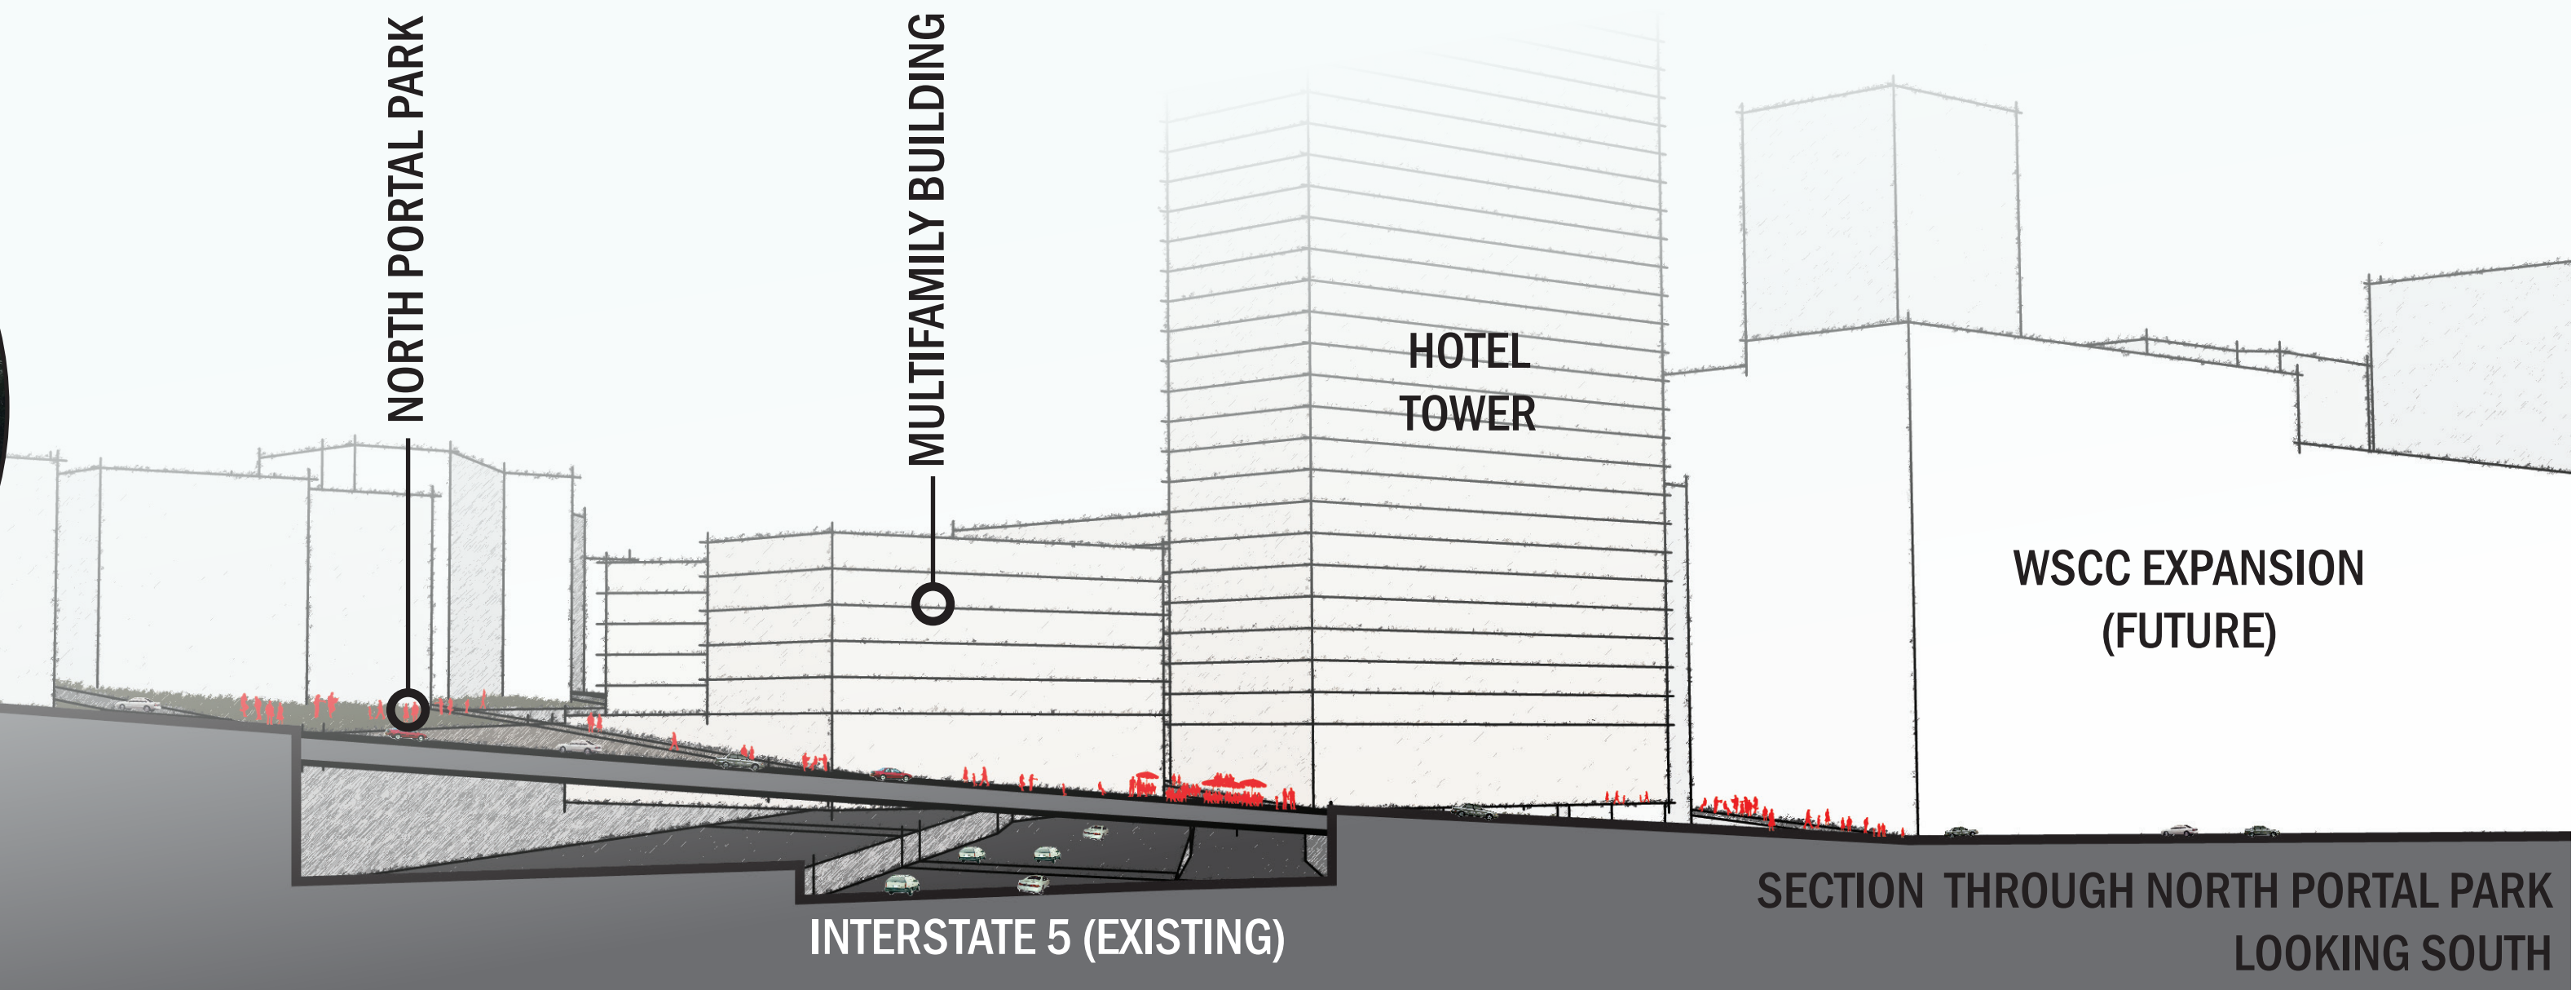 NORTH PORTAL PARK
MULTIFAMILY BUILDING
HOTEL
TOWER
WSCC EXPANSION
(FUTURE)
INTERSTATE 5 (EXISTING)
SECTION THROUGH NORTH PORTAL PARK
LOOKING SOUTH